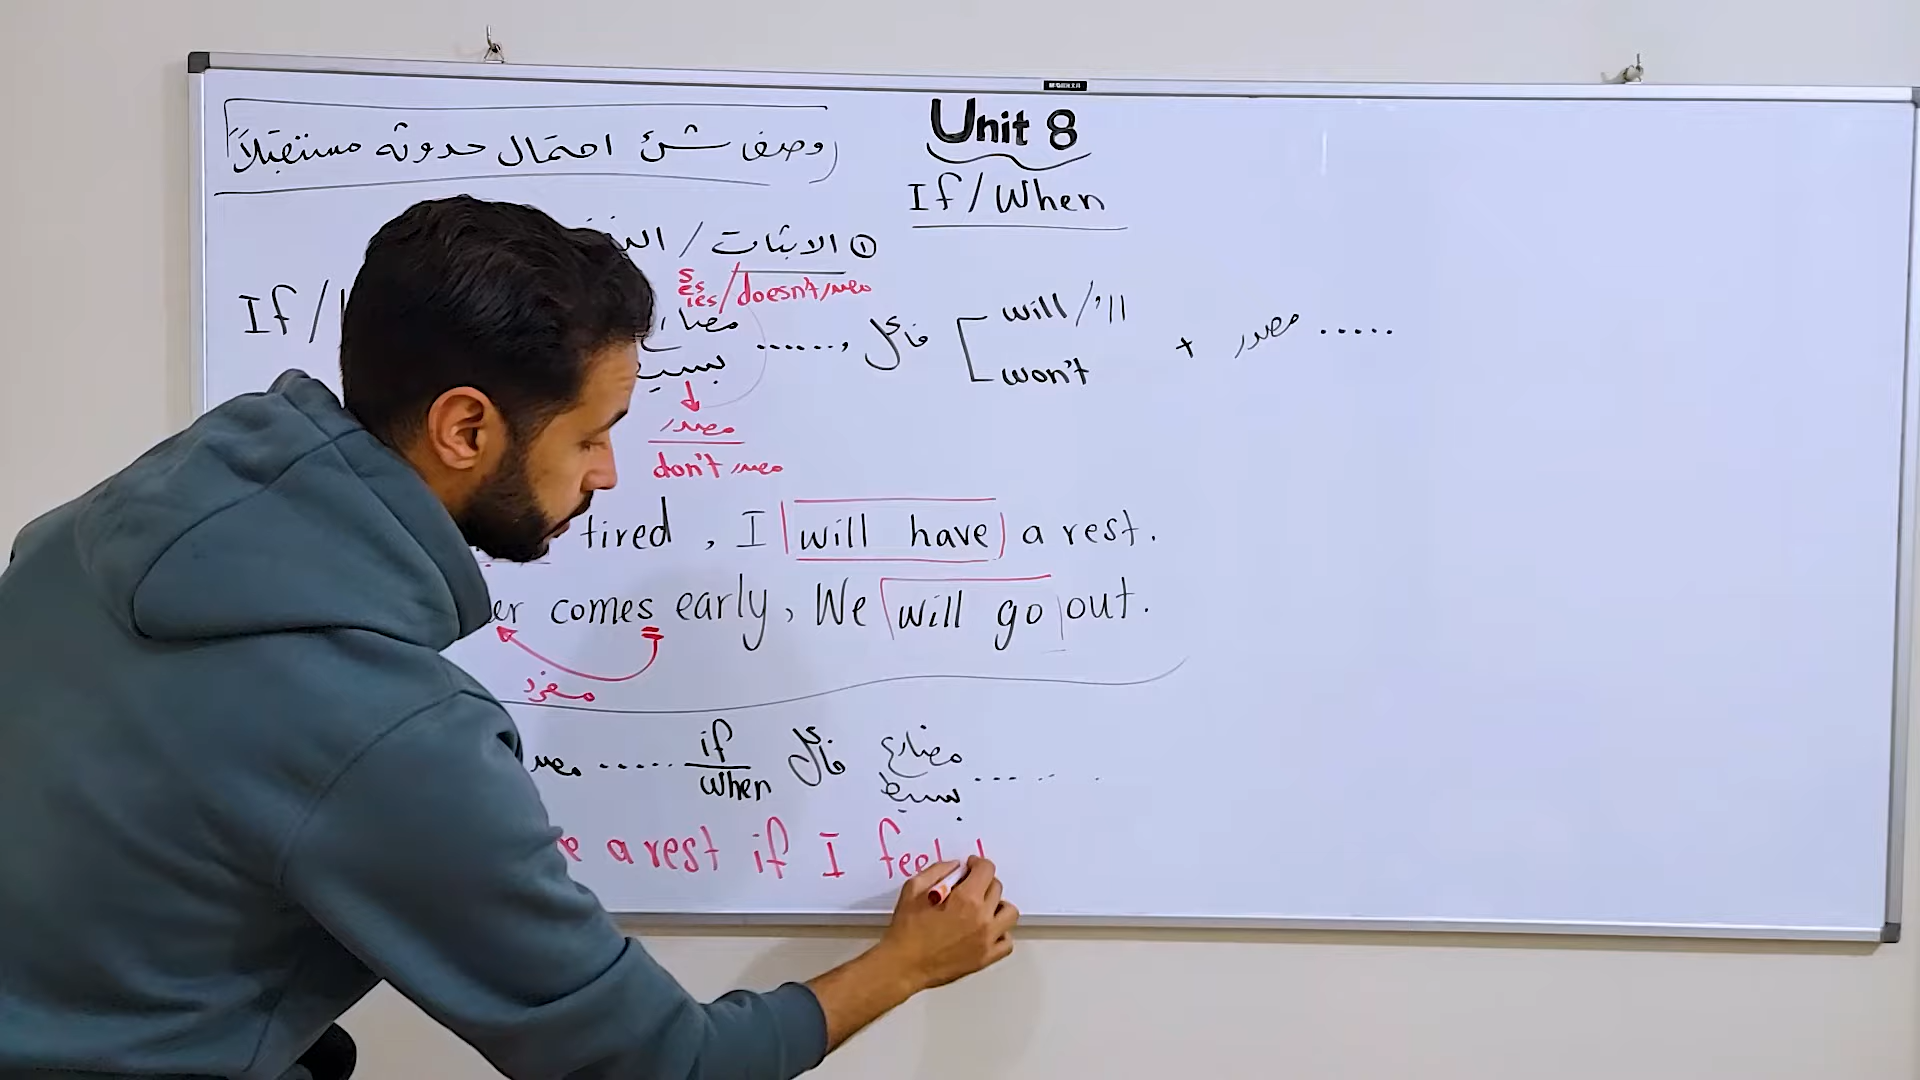 Unit 8
If/When
وصف شئ احتمال حدوثه مستقبلاً
① الاثبات /
s
es
ies/doesn't مصدر
If/ مضارع بسيط ......, فاعل will/'ll won't + مصدر .....
مصدر
don't مصدر
tired, I will have a rest.
er comes early, We will go out.
مفرد
مصدر ...... if/when فاعل مضارع بسيط ......
a rest if I feel